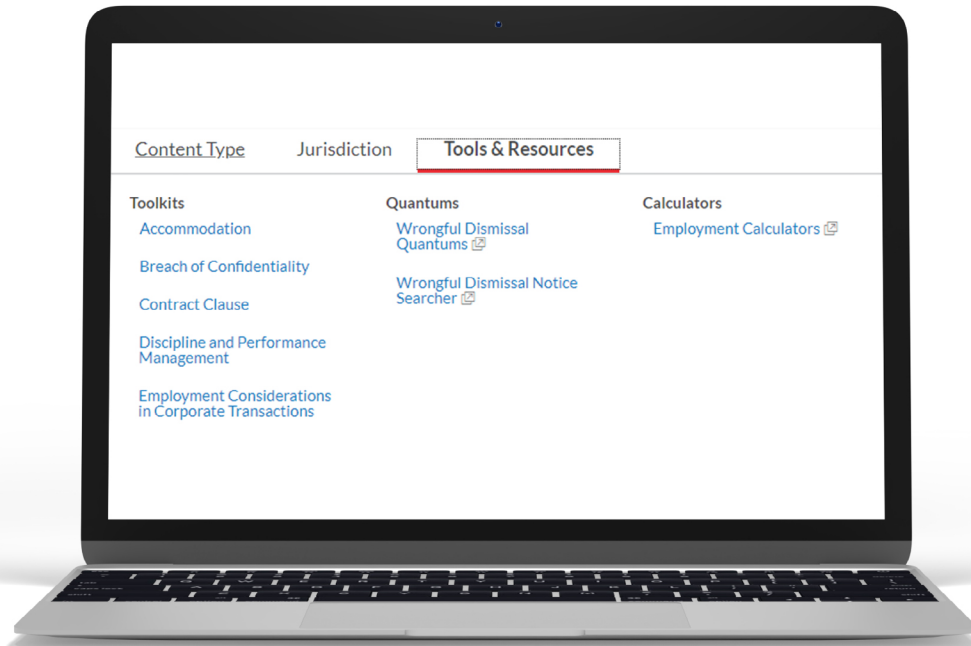 Content Type
Jurisdiction
Tools & Resources
Toolkits
Accommodation
Breach of Confidentiality
Contract Clause
Discipline and Performance
Management
Employment Considerations
in Corporate Transactions
Quantums
Wrongful Dismissal
Quantums
Wrongful Dismissal Notice
Searcher
Calculators
Employment Calculators